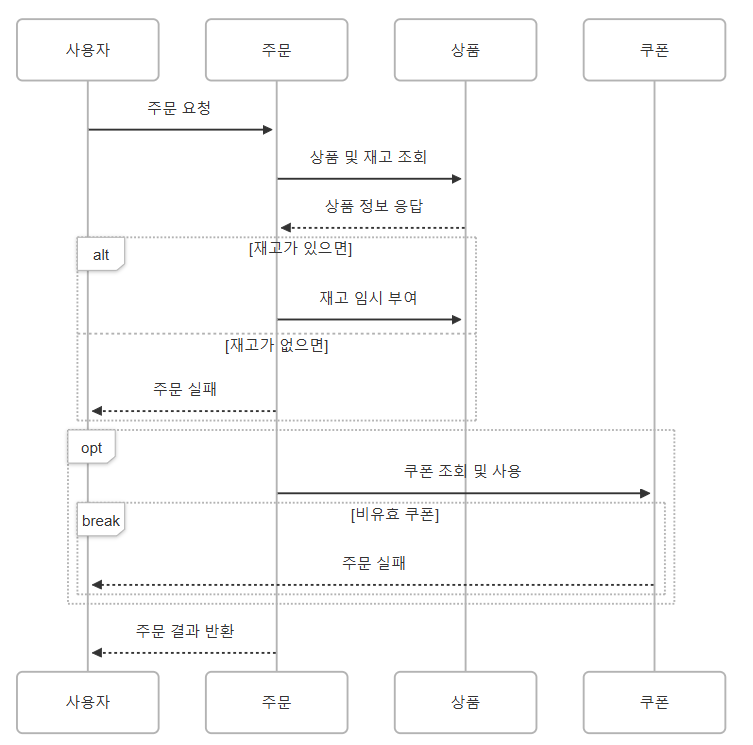 사용자
주문
상품
쿠폰
주문 요청
상품 및 재고 조회
상품 정보 응답
alt
[재고가 있으면]
재고 임시 부여
[재고가 없으면]
주문 실패
opt
쿠폰 조회 및 사용
break
[비유효 쿠폰]
주문 실패
주문 결과 반환
사용자
주문
상품
쿠폰